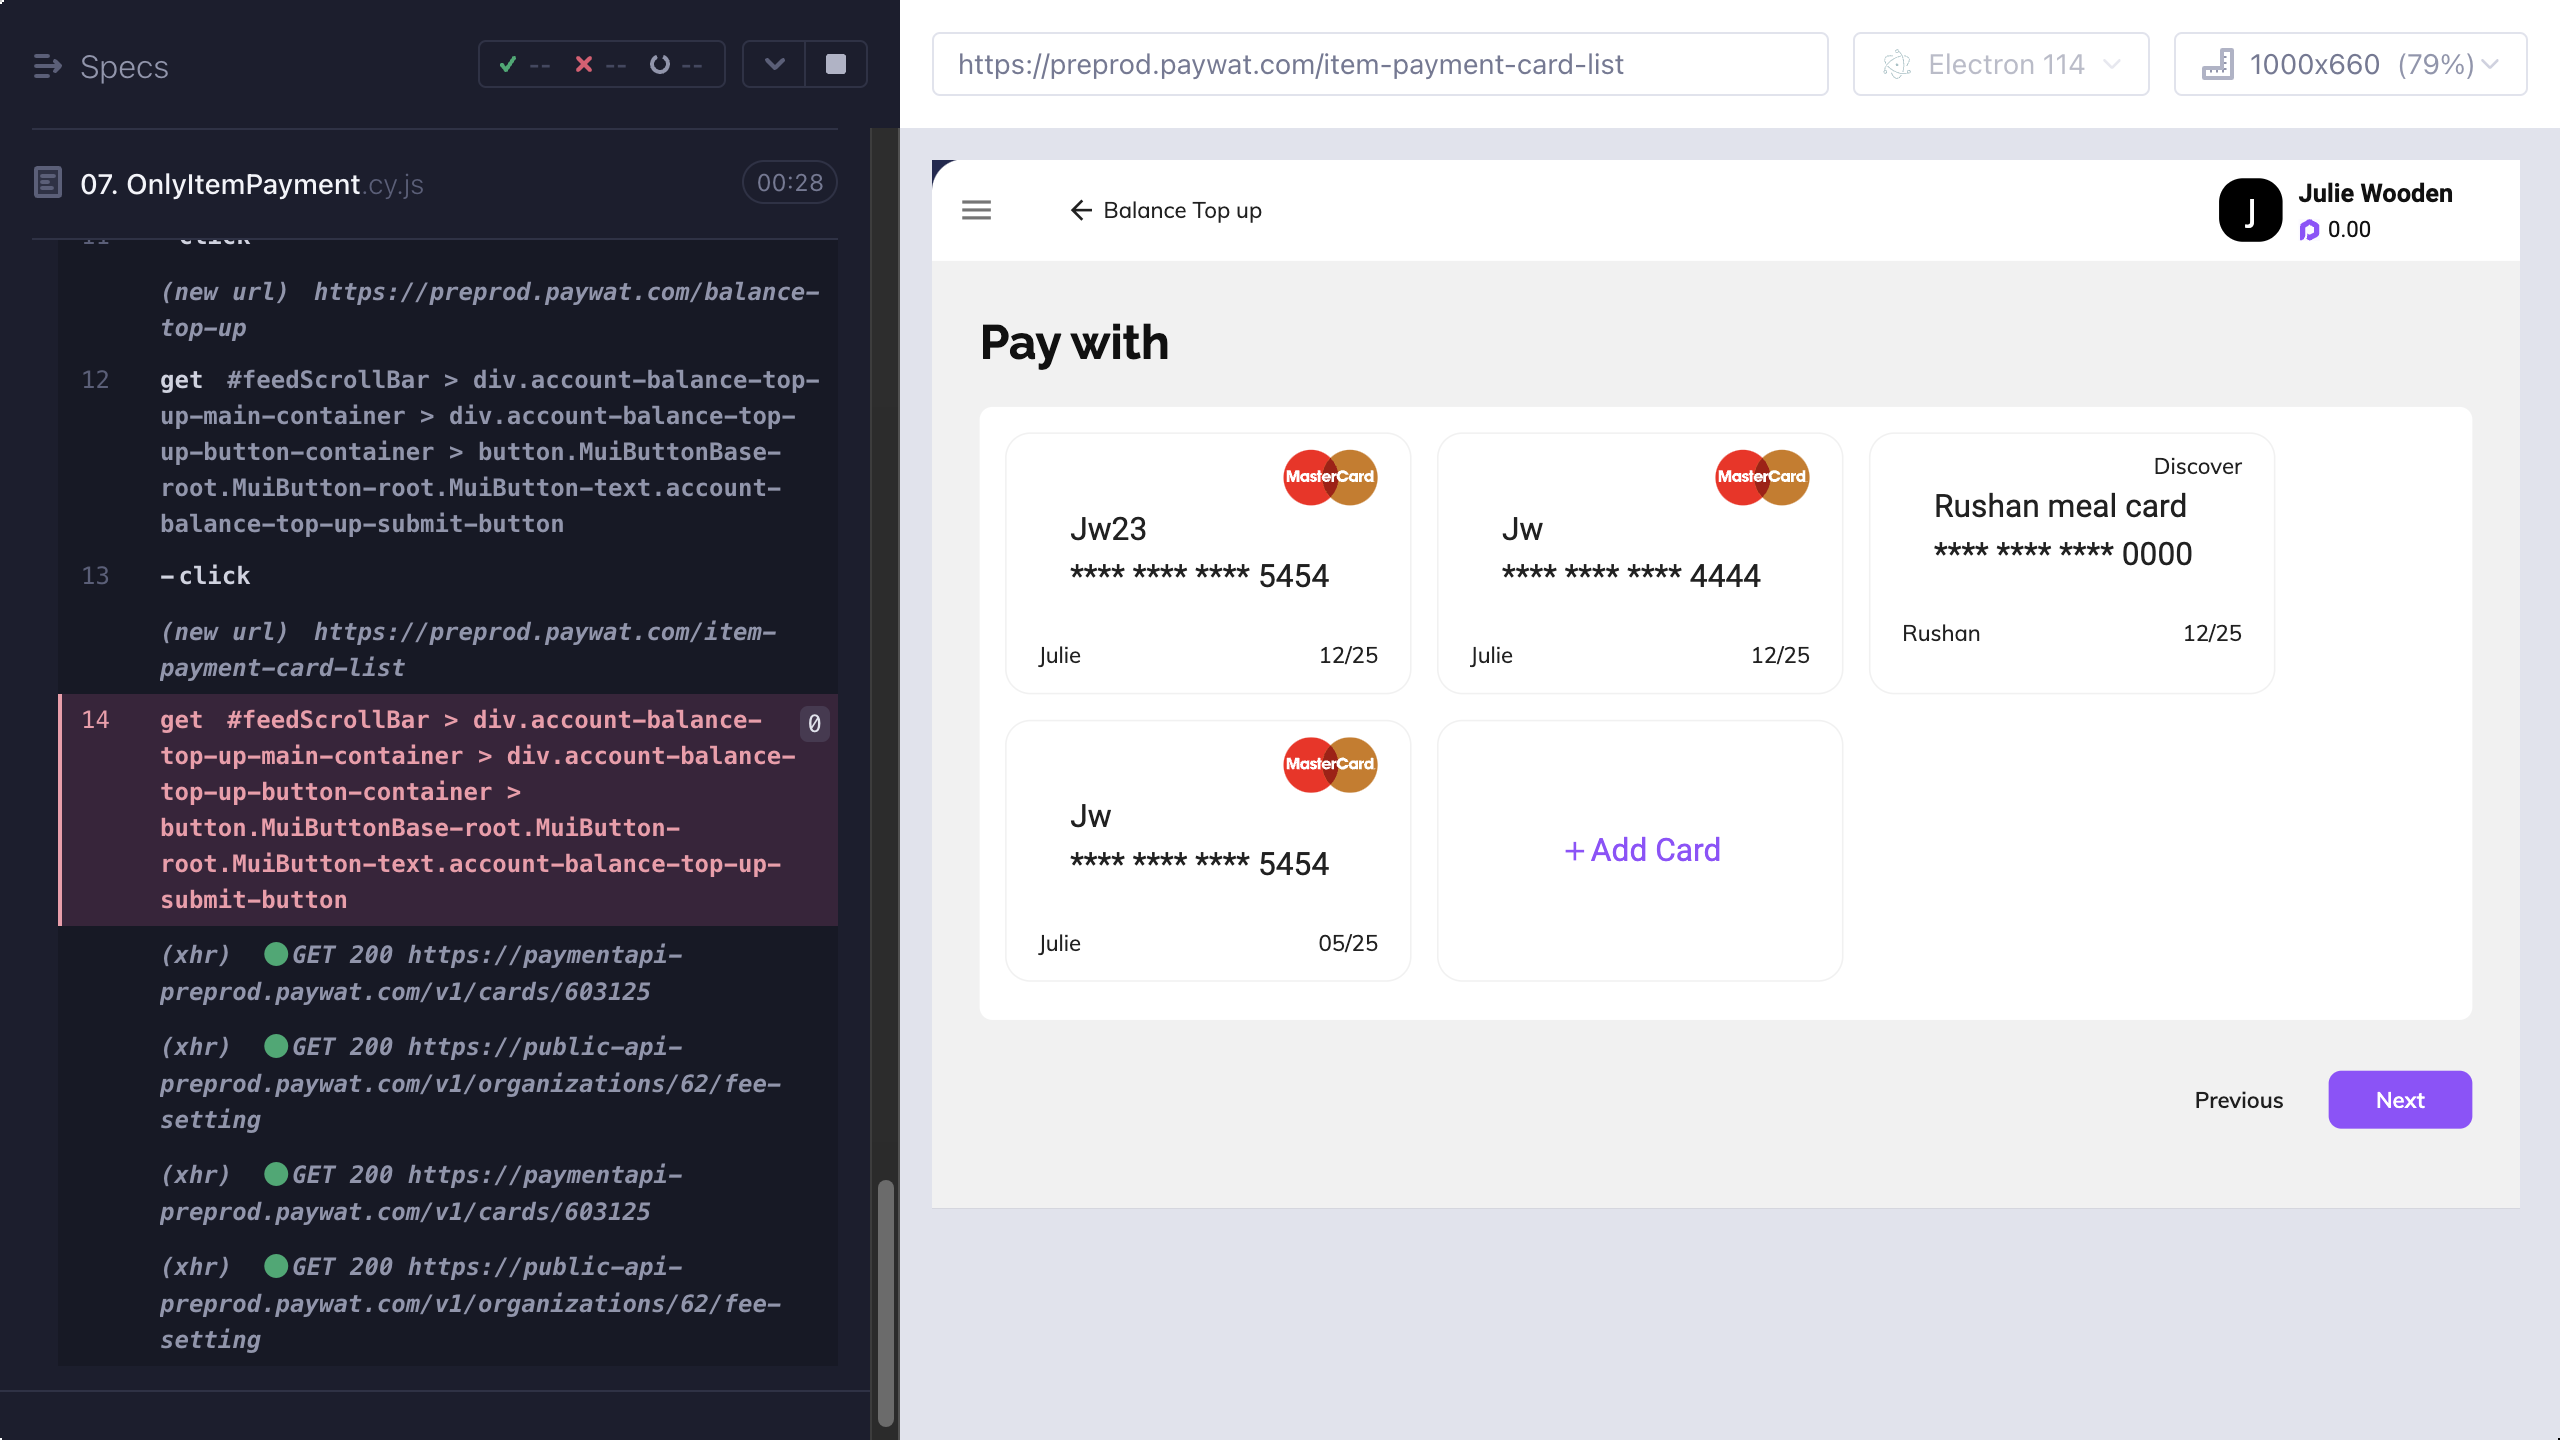 Specs
-- -- --
07. OnlyItemPayment.cy.js
00:28
11 -click
(new url) https://preprod.paywat.com/balance-
top-up
12 get #feedScrollBar > div.account-balance-top-
up-main-container > div.account-balance-top-
up-button-container > button.MuiButtonBase-
root.MuiButton-root.MuiButton-text.account-
balance-top-up-submit-button
13 -click
(new url) https://preprod.paywat.com/item-
payment-card-list
14 get #feedScrollBar > div.account-balance- 0
top-up-main-container > div.account-balance-
top-up-button-container >
button.MuiButtonBase-root.MuiButton-
root.MuiButton-text.account-balance-top-up-
submit-button
(xhr) GET 200 https://paymentapi-
preprod.paywat.com/v1/cards/603125
(xhr) GET 200 https://public-api-
preprod.paywat.com/v1/organizations/62/fee-
setting
(xhr) GET 200 https://paymentapi-
preprod.paywat.com/v1/cards/603125
(xhr) GET 200 https://public-api-
preprod.paywat.com/v1/organizations/62/fee-
setting
https://preprod.paywat.com/item-payment-card-list
Electron 114
1000x660 (79%)
Balance Top up
J
Julie Wooden
0.00
Pay with
MasterCard
Jw23
**** **** **** 5454
Julie 12/25
MasterCard
Jw
**** **** **** 4444
Julie 12/25
Discover
Rushan meal card
**** **** **** 0000
Rushan 12/25
MasterCard
Jw
**** **** **** 5454
Julie 05/25
+ Add Card
Previous
Next